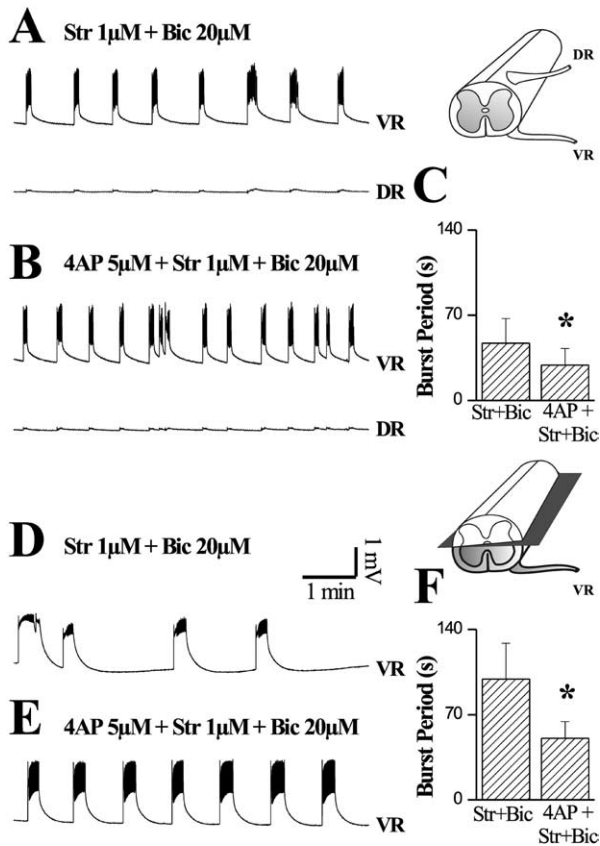 A Str 1μM + Bic 20μM
VR
DR
DR
VR
B 4AP 5μM + Str 1μM + Bic 20μM
VR
DR
C
140
70
0
Burst Period (s)
*
Str+Bic
4AP +
Str+Bic
D Str 1μM + Bic 20μM
1 mV
1 min
VR
E 4AP 5μM + Str 1μM + Bic 20μM
VR
VR
F
140
70
0
Burst Period (s)
*
Str+Bic
4AP +
Str+Bic